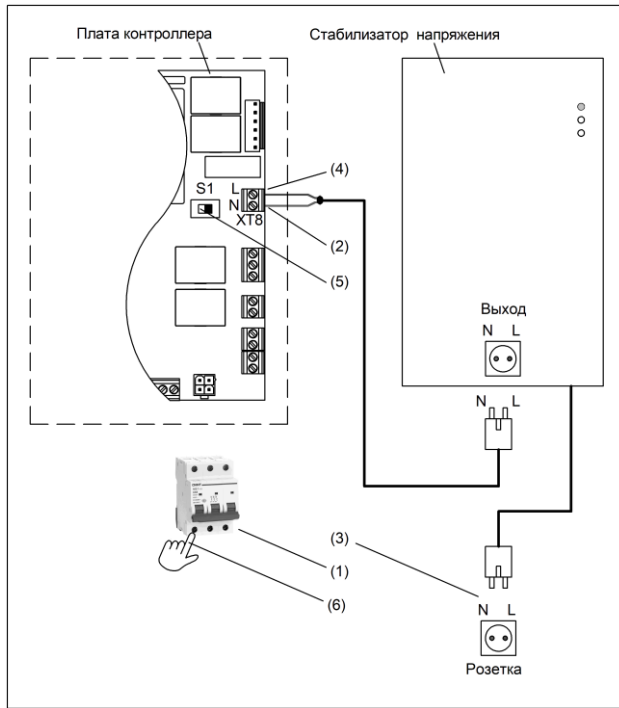 Плата контроллера
Стабилизатор напряжения
(4)
S1
L
N
XT8
(2)
(5)
Выход
N L
N L
(3)
(1)
N L
(6)
Розетка